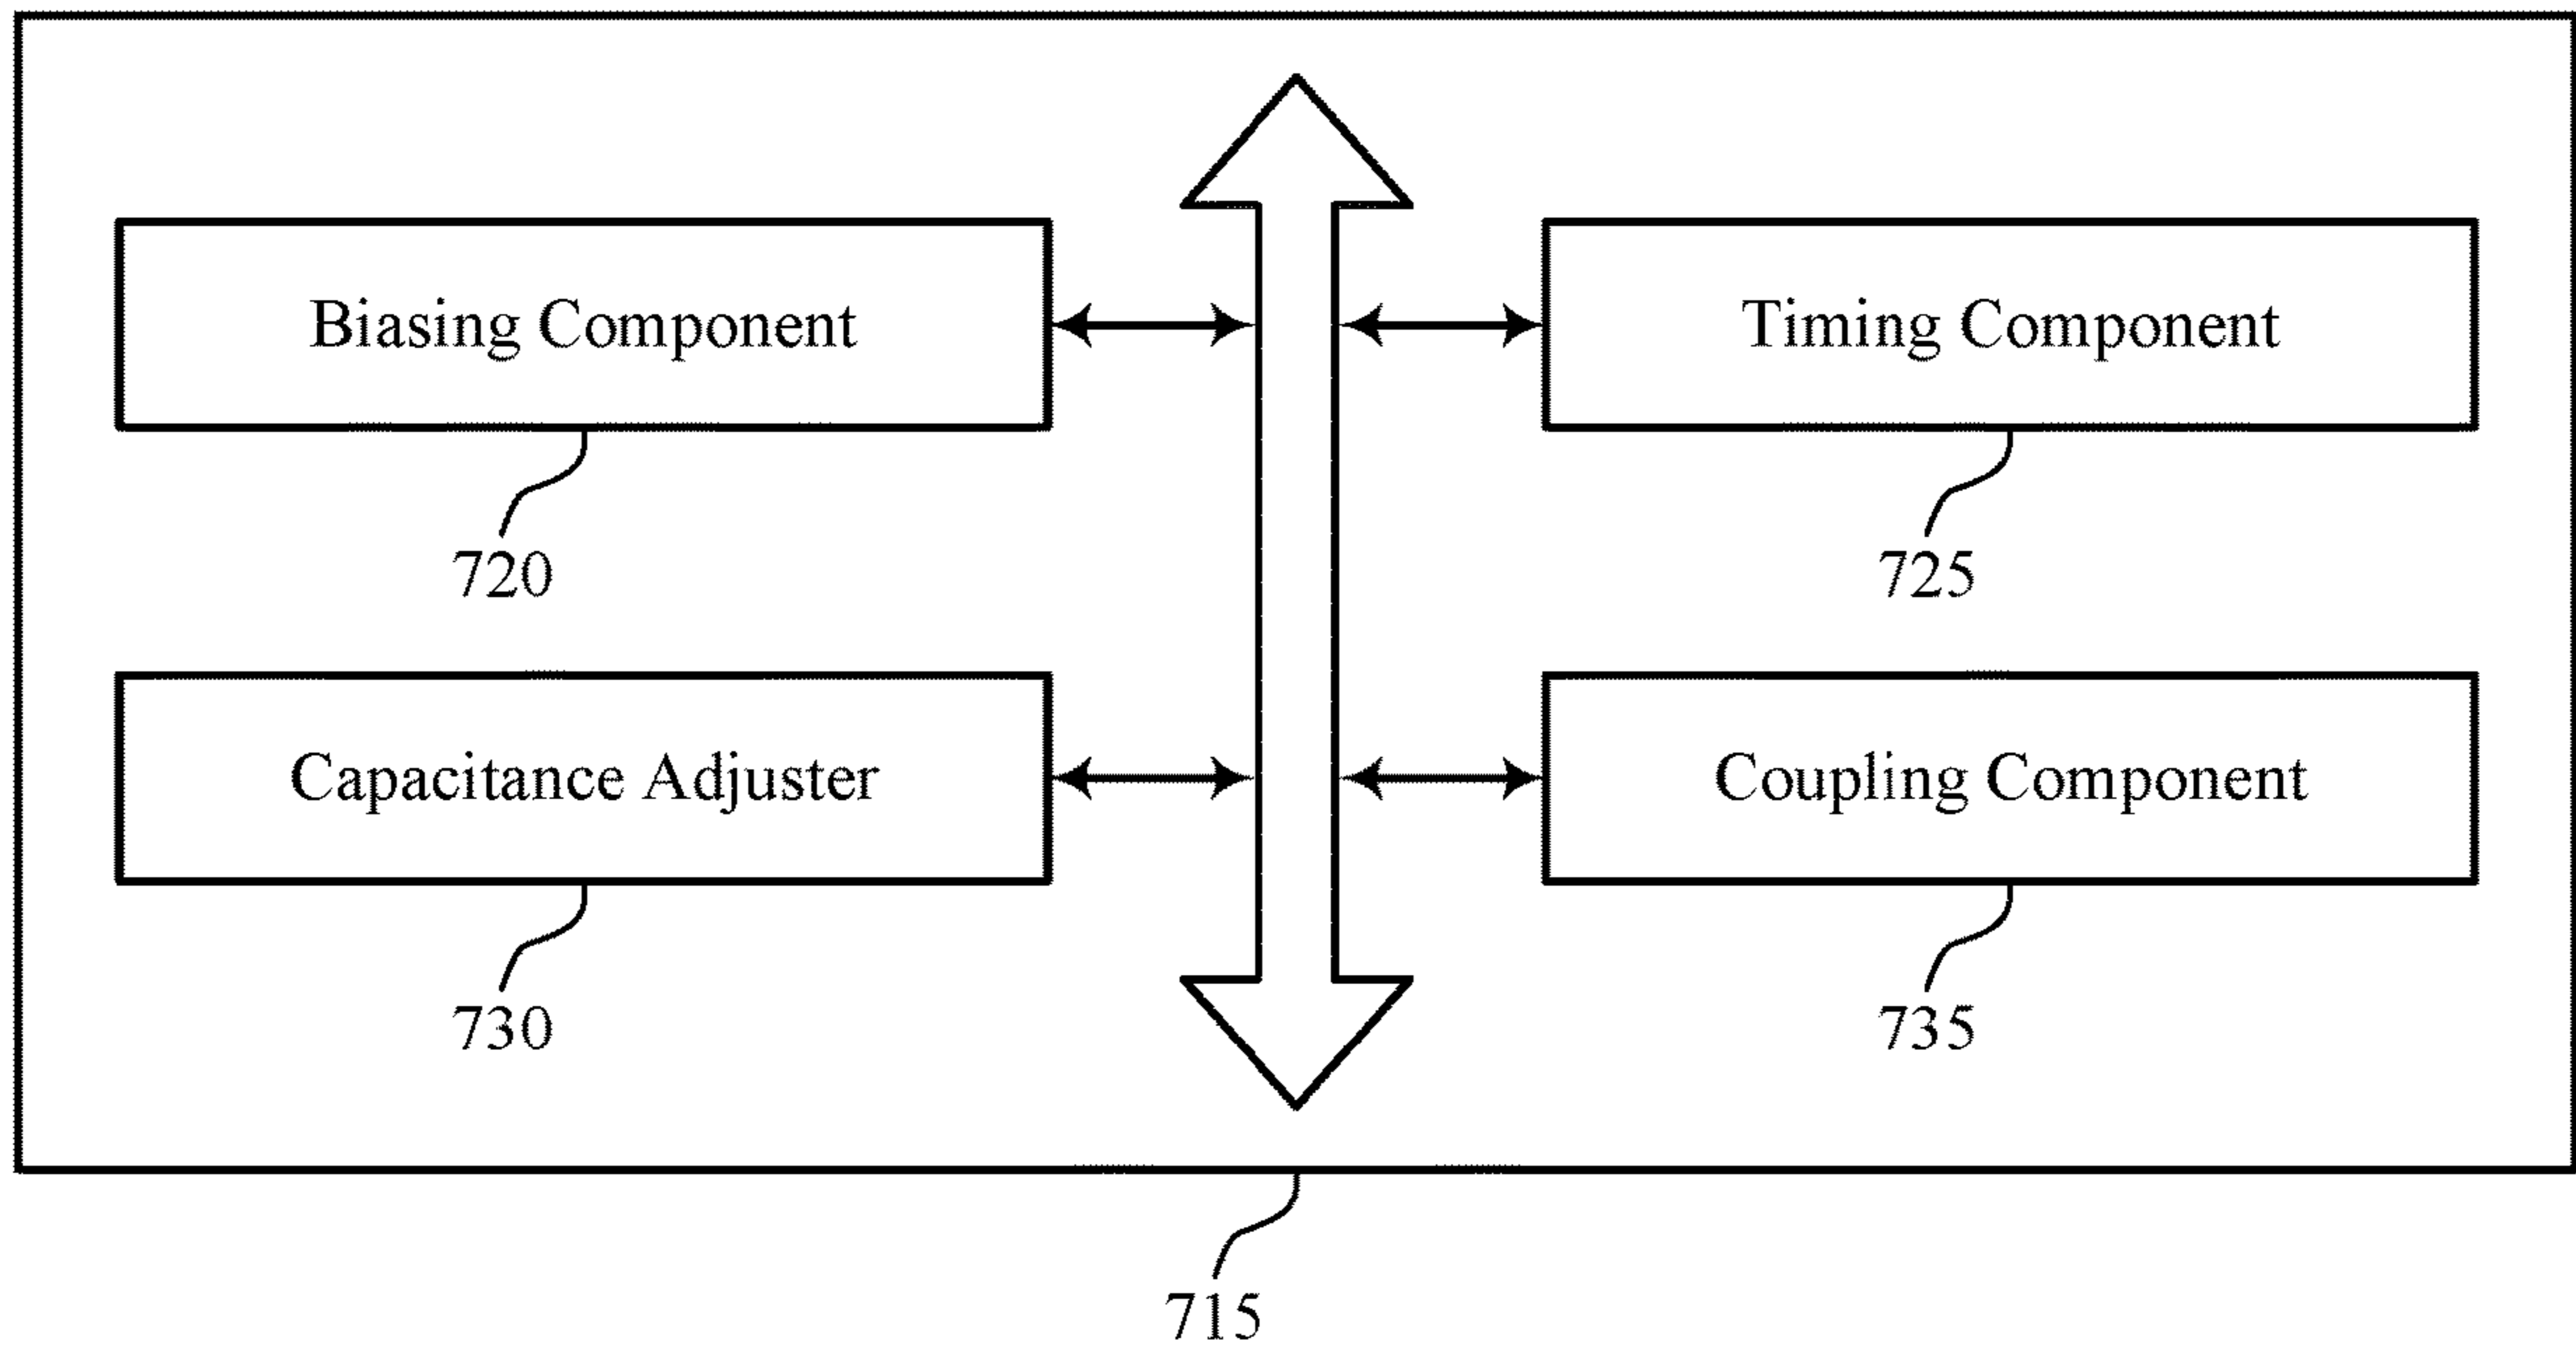 Biasing Component
Timing Component
720
725
Capacitance Adjuster
Coupling Component
730
735
715